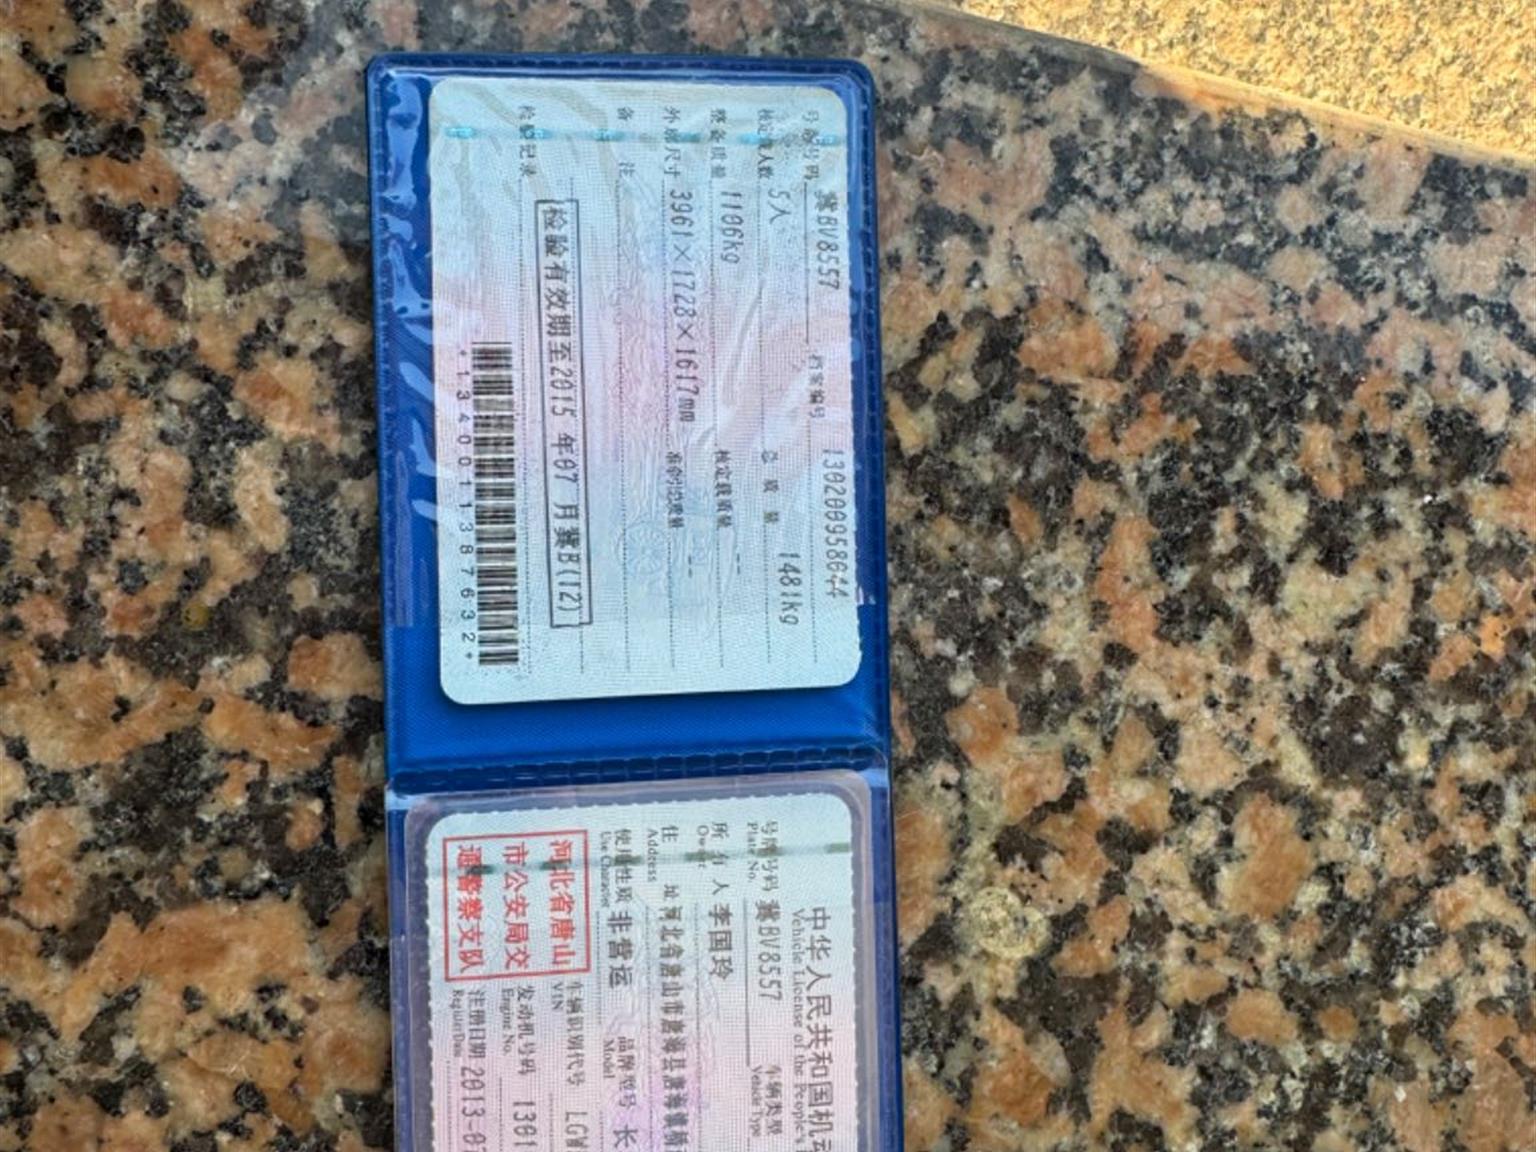 号牌号码 冀BV8557 档案编号 130200958644
核定载人数 5人 总质量 1481kg
整备质量 1106kg 核定载质量 --
外廓尺寸 3961×1728×1617mm 准牵引总质量 --
备注
检验有效期至2015年07月冀B(12)
检验记录
*1340011387632*
中华人民共和国机动
Vehicle License of the People's
号牌号码 冀BV8557 车辆类型
Plate No. Vehicle Type
所有人 李国玲
Owner
住址 河北省唐山市唐海县唐海镇
Address
使用性质 非营运 品牌型号 长
Use Character Model
河北省唐山
市公安局交
通警察支队
车辆识别代号 LGW
VIN
发动机号码 1301
Engine No.
注册日期 2013-07
Register Date